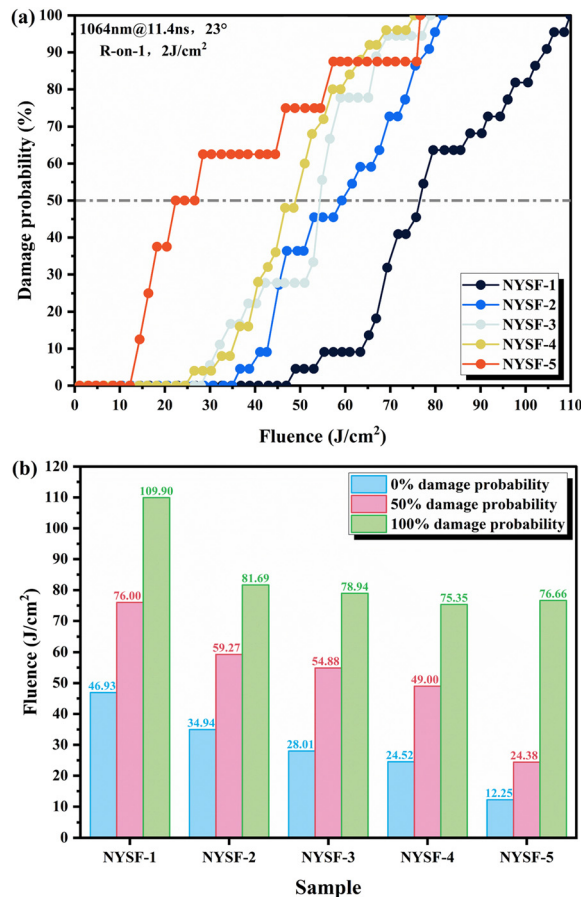 (a)
1064nm@11.4ns，23°
R-on-1，2J/cm²
100
90
80
70
60
50
40
30
20
10
0
Damage probability (%)
NYSF-1
NYSF-2
NYSF-3
NYSF-4
NYSF-5
0 10 20 30 40 50 60 70 80 90 100 110
Fluence (J/cm²)
(b)
120
110
100
90
80
70
60
50
40
30
20
10
0
Fluence (J/cm²)
0% damage probability
50% damage probability
100% damage probability
46.93 76.00 109.90
34.94 59.27 81.69
28.01 54.88 78.94
24.52 49.00 75.35
12.25 24.38 76.66
NYSF-1 NYSF-2 NYSF-3 NYSF-4 NYSF-5
Sample